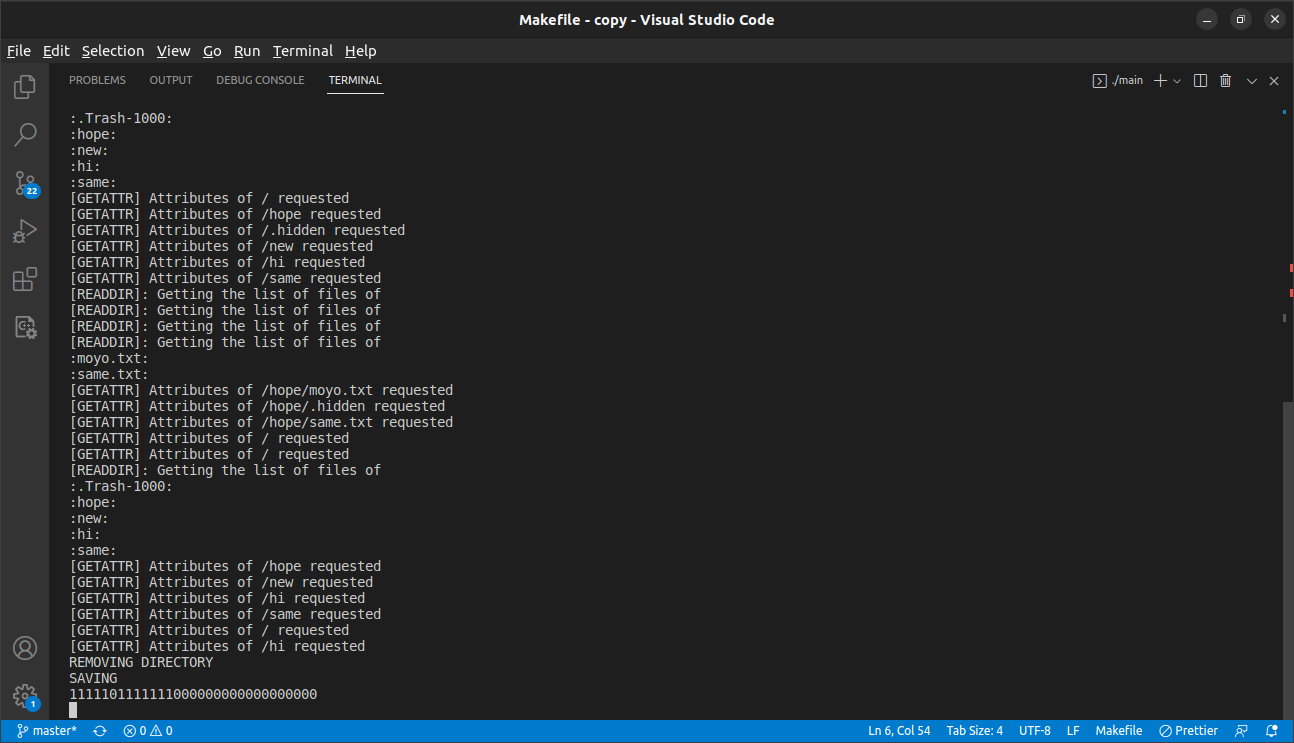 Makefile - copy - Visual Studio Code
File Edit Selection View Go Run Terminal Help
PROBLEMS OUTPUT DEBUG CONSOLE TERMINAL ./main
:.Trash-1000:
:hope:
:new:
:hi:
:same:
[GETATTR] Attributes of / requested
[GETATTR] Attributes of /hope requested
[GETATTR] Attributes of /.hidden requested
[GETATTR] Attributes of /new requested
[GETATTR] Attributes of /hi requested
[GETATTR] Attributes of /same requested
[READDIR]: Getting the list of files of
[READDIR]: Getting the list of files of
[READDIR]: Getting the list of files of
[READDIR]: Getting the list of files of
:moyo.txt:
:same.txt:
[GETATTR] Attributes of /hope/moyo.txt requested
[GETATTR] Attributes of /hope/.hidden requested
[GETATTR] Attributes of /hope/same.txt requested
[GETATTR] Attributes of / requested
[GETATTR] Attributes of / requested
[READDIR]: Getting the list of files of
:.Trash-1000:
:hope:
:new:
:hi:
:same:
[GETATTR] Attributes of /hope requested
[GETATTR] Attributes of /new requested
[GETATTR] Attributes of /hi requested
[GETATTR] Attributes of /same requested
[GETATTR] Attributes of / requested
[GETATTR] Attributes of /hi requested
REMOVING DIRECTORY
SAVING
1111101111111000000000000000000
22
1
master* 0 0 Ln 6, Col 54 Tab Size: 4 UTF-8 LF Makefile Prettier